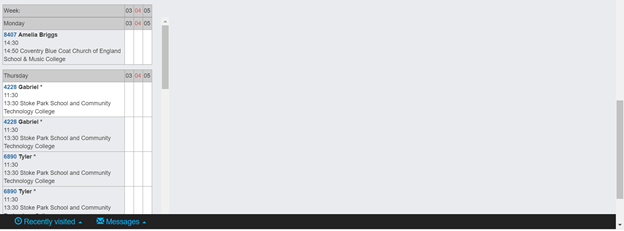 Week: 03 04 05
Monday 03 04 05
8407 Amelia Briggs
14:30
14:50 Coventry Blue Coat Church of England
School & Music College
Thursday 03 04 05
4228 Gabriel *
11:30
13:30 Stoke Park School and Community
Technology College
4228 Gabriel *
11:30
13:30 Stoke Park School and Community
Technology College
6890 Tyler *
11:30
13:30 Stoke Park School and Community
Technology College
6890 Tyler *
11:30
13:30 Stoke Park School and Community
Recently visited Messages